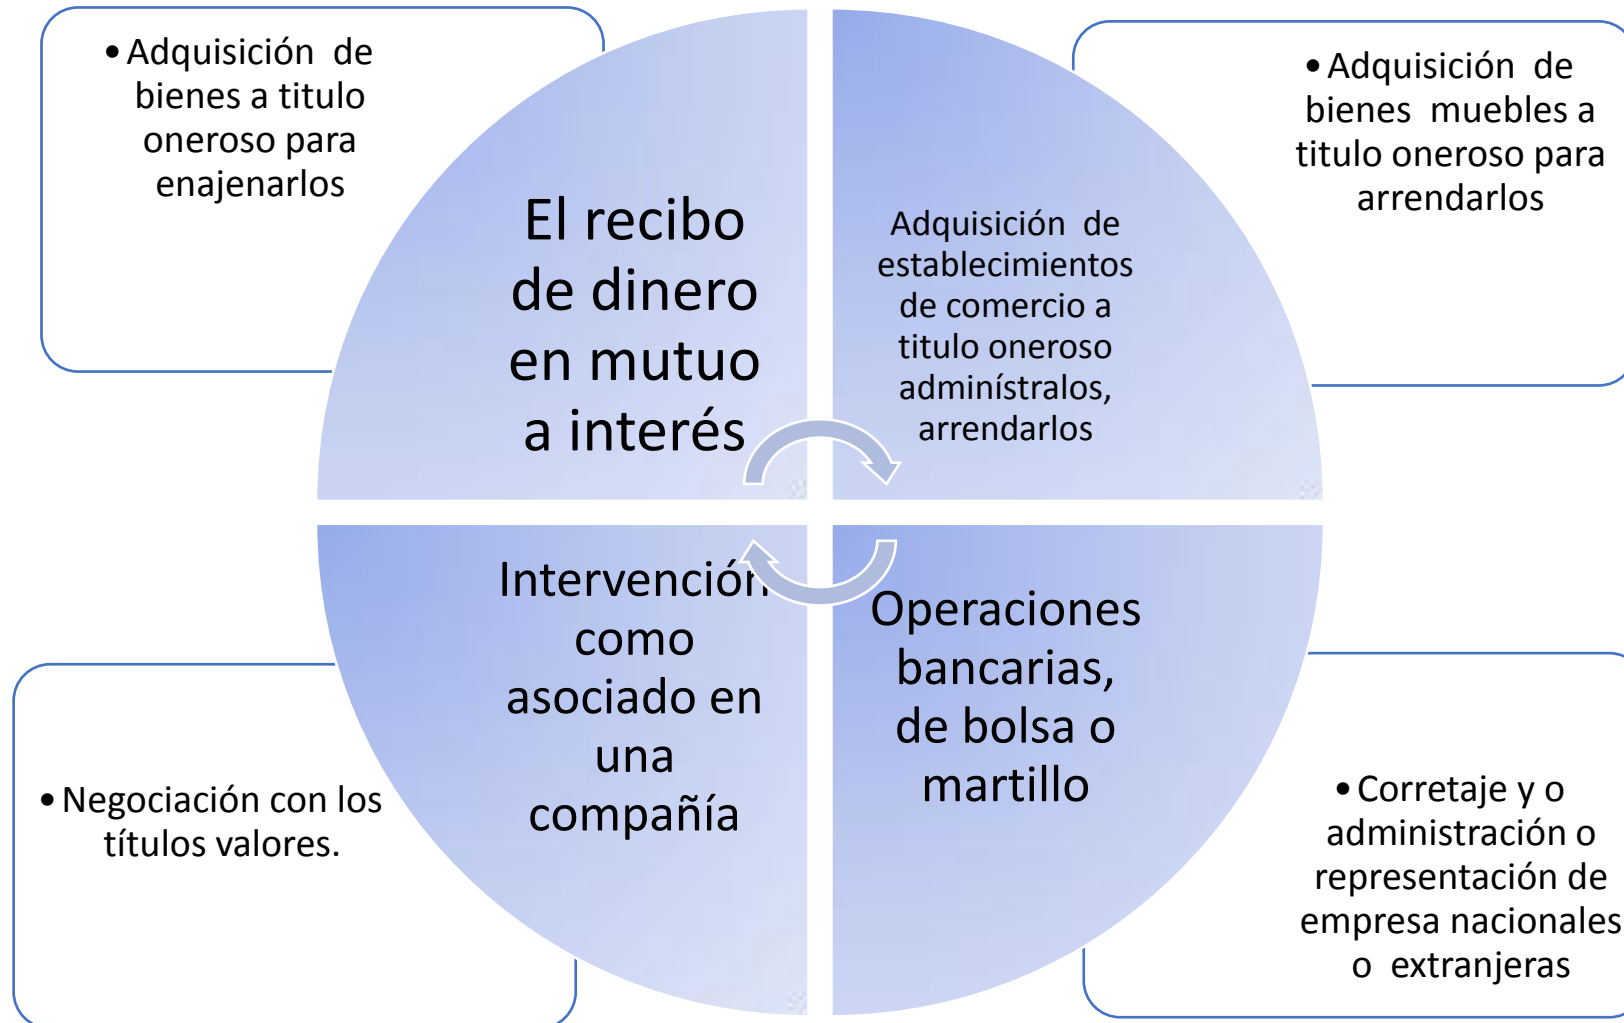 • Adquisición de
bienes a titulo
oneroso para
enajenarlos
El recibo
de dinero
en mutuo
a interés
Adquisición de
establecimientos
de comercio a
titulo oneroso
adminístralos,
arrendarlos
• Adquisición de
bienes muebles a
titulo oneroso para
arrendarlos
• Negociación con los
títulos valores.
Intervención
como
asociado en
una
compañía
Operaciones
bancarias,
de bolsa o
martillo
• Corretaje y o
administración o
representación de
empresa nacionales
o extranjeras